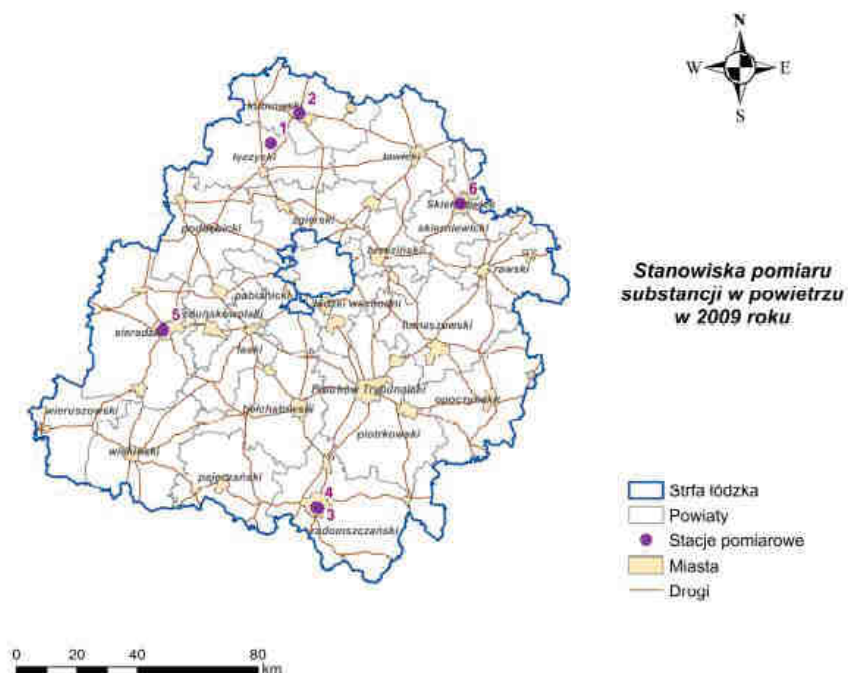 N
W E
S
kutnowski
2
1
łęczycki
łowicki
6
Skierniewice
skierniewicki
poddębicki
zgierski
brzeziński
rawski
Stanowiska pomiaru
substancji w powietrzu
w 2009 roku
pabianicki
łódzki wschodni
5
zduńskowolski
sieradzki
łaski
tomaszowski
Piotrków Trybunalski
wieruszowski
bełchatowski
opoczyński
piotrkowski
wieluński
pajęczański
4
3
radomszczański
Strfa łódzka
Powiaty
Stacje pomiarowe
Miasta
Drogi
0 20 40 80
km